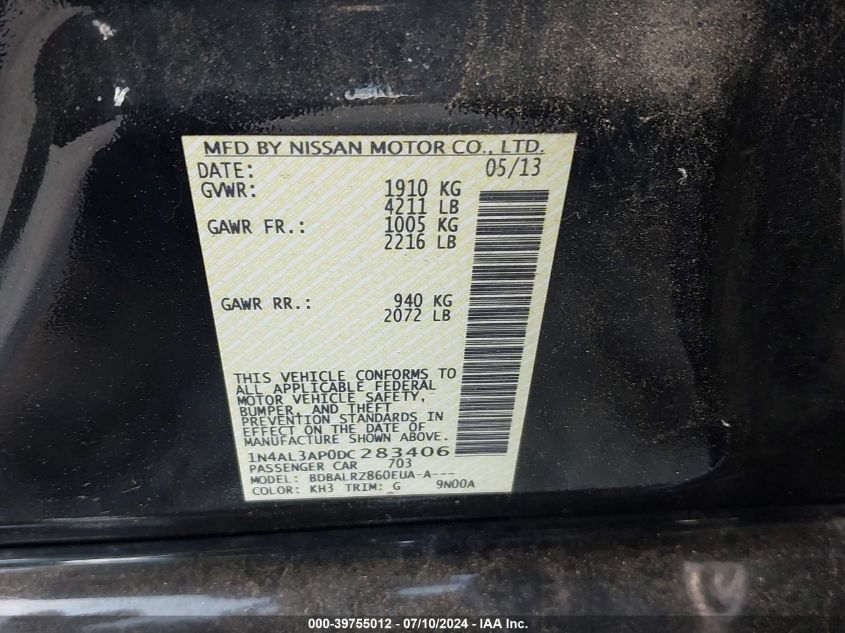 MFD BY NISSAN MOTOR CO., LTD.
DATE: 05/13
GVWR: 1910 KG
4211 LB
GAWR FR.: 1005 KG
2216 LB
GAWR RR.: 940 KG
2072 LB
THIS VEHICLE CONFORMS TO
ALL APPLICABLE FEDERAL
MOTOR VEHICLE SAFETY,
BUMPER, AND THEFT
PREVENTION STANDARDS IN
EFFECT ON THE DATE OF
MANUFACTURE SHOWN ABOVE.
1N4AL3AP0DC283406
PASSENGER CAR 703
MODEL: BDBALRZ860EUA-A---
COLOR: KH3 TRIM: G 9N00A
000-39755012 - 07/10/2024 - IAA Inc.